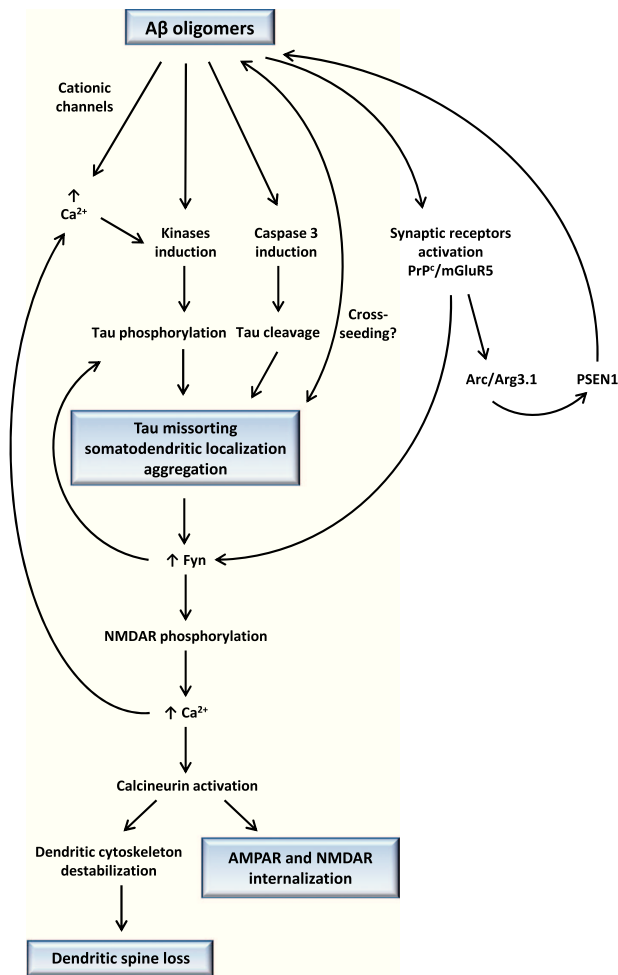 Aβ oligomers
Cationic
channels
↑
Ca²⁺
Kinases
induction
Caspase 3
induction
Synaptic receptors
activation
PrPᶜ/mGluR5
Tau phosphorylation
Tau cleavage
Cross-
seeding?
Arc/Arg3.1
PSEN1
Tau missorting
somatodendritic localization
aggregation
↑ Fyn
NMDAR phosphorylation
↑ Ca²⁺
Calcineurin activation
Dendritic cytoskeleton
destabilization
AMPAR and NMDAR
internalization
Dendritic spine loss